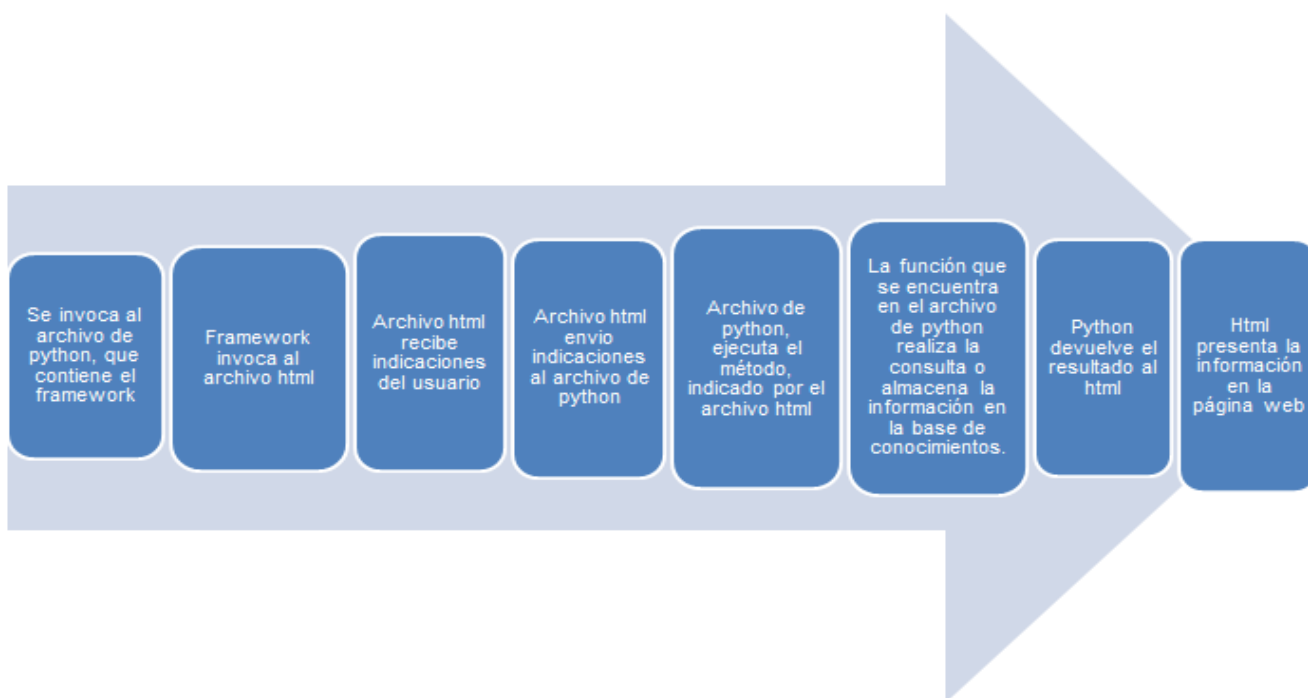 Se invoca al
archivo de
python, que
contiene el
framework
Framework
invoca al
archivo html
Archivo html
recibe
indicaciones
del usuario
Archivo html
envio
indicaciones
al archivo de
python
Archivo de
python,
ejecuta el
método,
indicado por el
archivo html
La función que
se encuentra
en el archivo
de python
realiza la
consulta o
almacena la
información en
la base de
conocimientos.
Python
devuelve el
resultado al
html
Html
presenta la
información
en la
página web